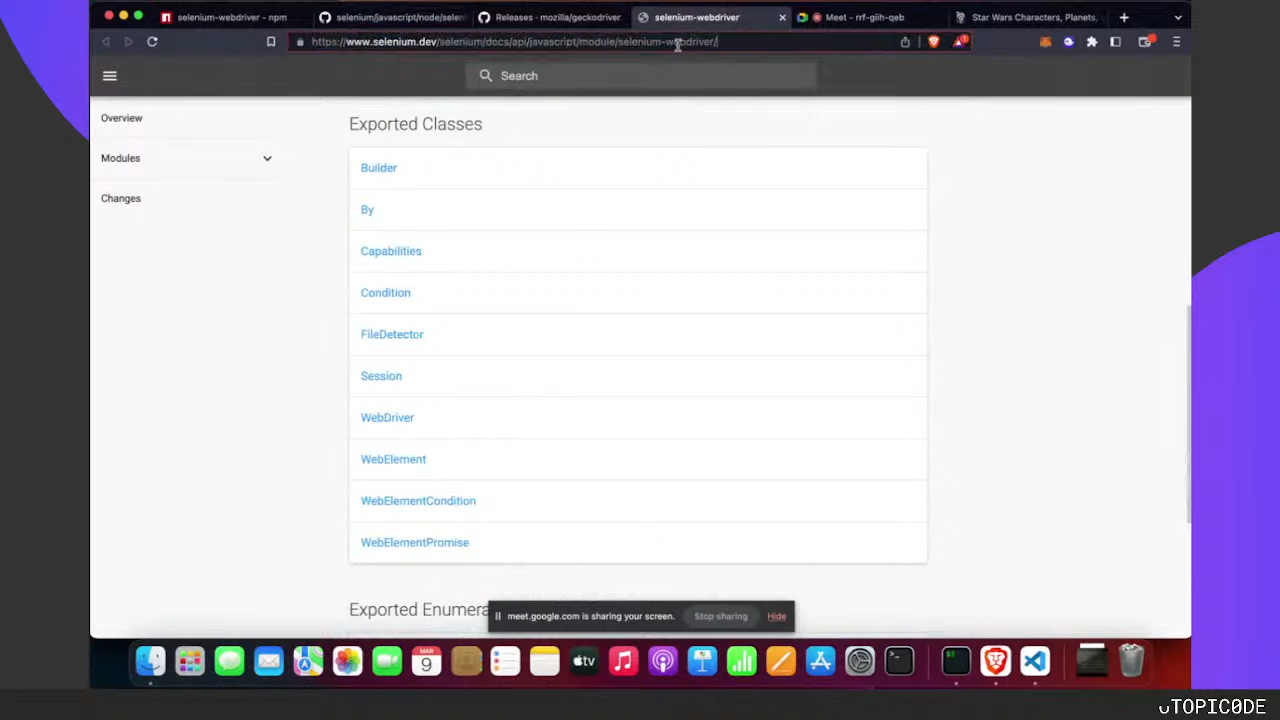 selenium-webdriver - npm
selenium/javascript/node/selen
Releases · mozilla/geckodriver
selenium-webdriver
Meet - rrf-giih-qeb
Star Wars Characters, Planets,
https://www.selenium.dev/selenium/docs/api/javascript/module/selenium-webdriver/
Search
Overview
Modules
Changes
Exported Classes
Builder
By
Capabilities
Condition
FileDetector
Session
WebDriver
WebElement
WebElementCondition
WebElementPromise
Exported Enumera
meet.google.com is sharing your screen.
Stop sharing
Hide
MAR
9
tv
uTOPIC0DE